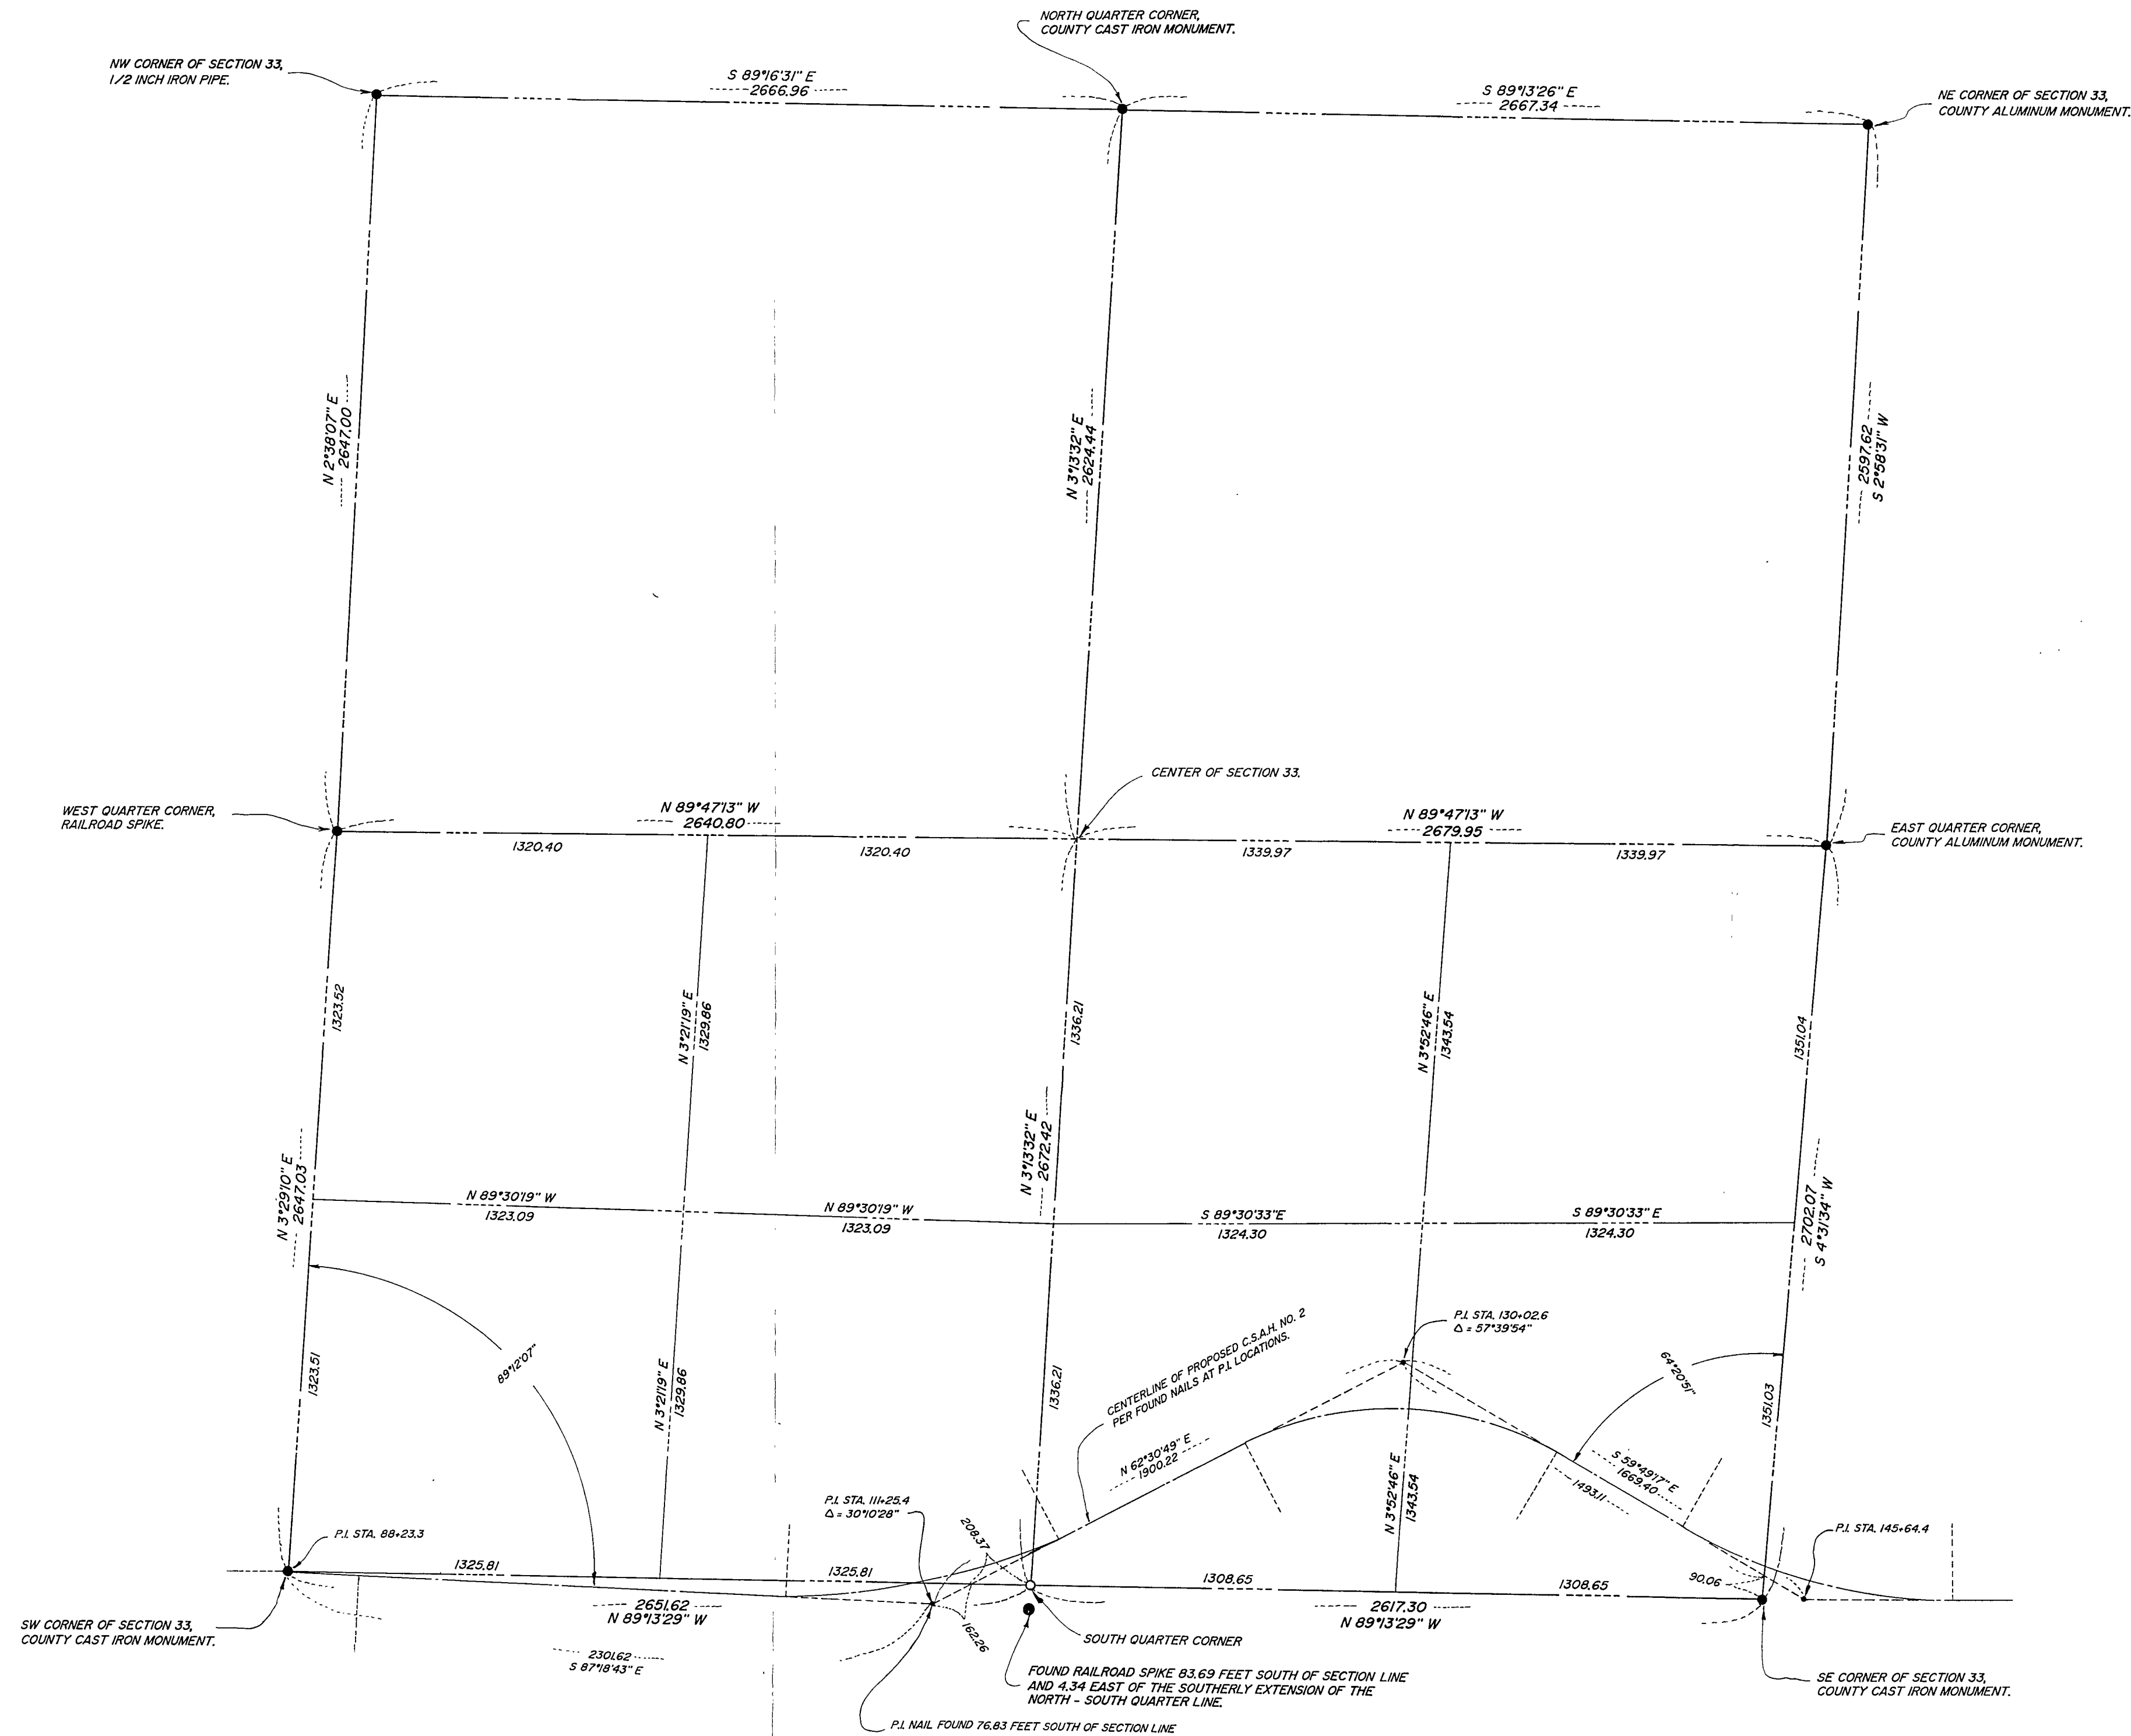 NORTH QUARTER CORNER,
COUNTY CAST IRON MONUMENT.
NW CORNER OF SECTION 33,
1/2 INCH IRON PIPE.
S 89°16'31" E
2666.96
S 89°13'26" E
2667.34
NE CORNER OF SECTION 33,
COUNTY ALUMINUM MONUMENT.
N 2°38'07" E
2647.00
N 3°13'32" E
2624.44
2597.62
S 2°58'31" W
CENTER OF SECTION 33.
WEST QUARTER CORNER,
RAILROAD SPIKE.
N 89°47'13" W
2640.80
N 89°47'13" W
2679.95
EAST QUARTER CORNER,
COUNTY ALUMINUM MONUMENT.
1320.40
1320.40
1339.97
1339.97
1323.52
N 3°21'19" E
1329.86
1336.21
N 3°52'46" E
1343.54
1351.04
N 3°29'10" E
2647.03
N 3°13'32" E
2672.42
2702.07
S 4°31'34" W
N 89°30'19" W
1323.09
N 89°30'19" W
1323.09
S 89°30'33" E
1324.30
S 89°30'33" E
1324.30
1323.51
89°12'07"
N 3°21'19" E
1329.86
1336.21
CENTERLINE OF PROPOSED C.S.A.H. NO. 2
PER FOUND NAILS AT P.I. LOCATIONS.
P.I. STA. 130+02.6
Δ = 57°39'54"
64°20'51"
1351.03
N 62°30'49" E
1900.22
N 3°52'46" E
1343.54
S 59°49'17" E
1669.40
1493.11
P.I. STA. 111+25.4
Δ = 30°10'28"
208.37
P.I. STA. 88+23.3
P.I. STA. 145+64.4
1325.81
1325.81
1308.65
1308.65
90.06
2651.62
N 89°13'29" W
162.26
2617.30
N 89°13'29" W
SW CORNER OF SECTION 33,
COUNTY CAST IRON MONUMENT.
2301.62
S 87°18'43" E
SOUTH QUARTER CORNER
FOUND RAILROAD SPIKE 83.69 FEET SOUTH OF SECTION LINE
AND 4.34 EAST OF THE SOUTHERLY EXTENSION OF THE
NORTH - SOUTH QUARTER LINE.
SE CORNER OF SECTION 33,
COUNTY CAST IRON MONUMENT.
P.I. NAIL FOUND 76.83 FEET SOUTH OF SECTION LINE